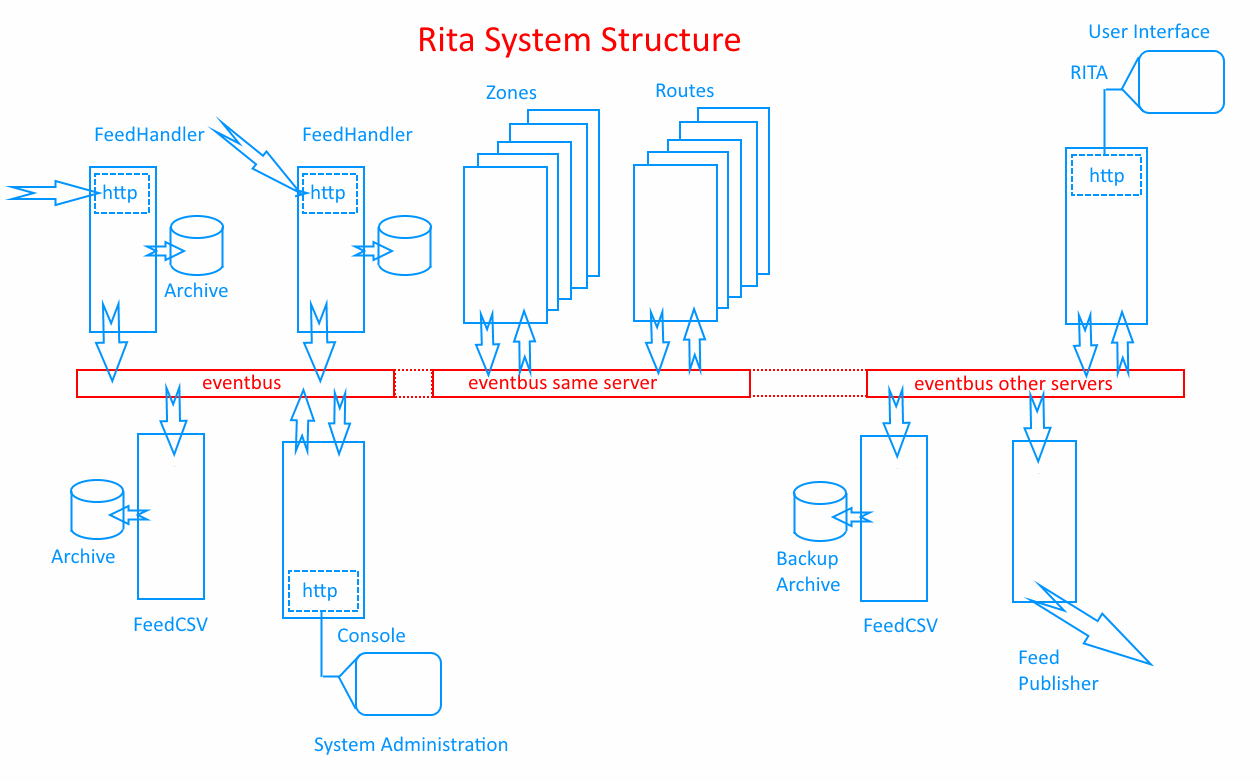 Rita System Structure
User Interface
RITA
Zones
Routes
FeedHandler
FeedHandler
http
http
http
Archive
eventbus
eventbus same server
eventbus other servers
Archive
http
FeedCSV
Console
System Administration
Backup
Archive
FeedCSV
Feed
Publisher